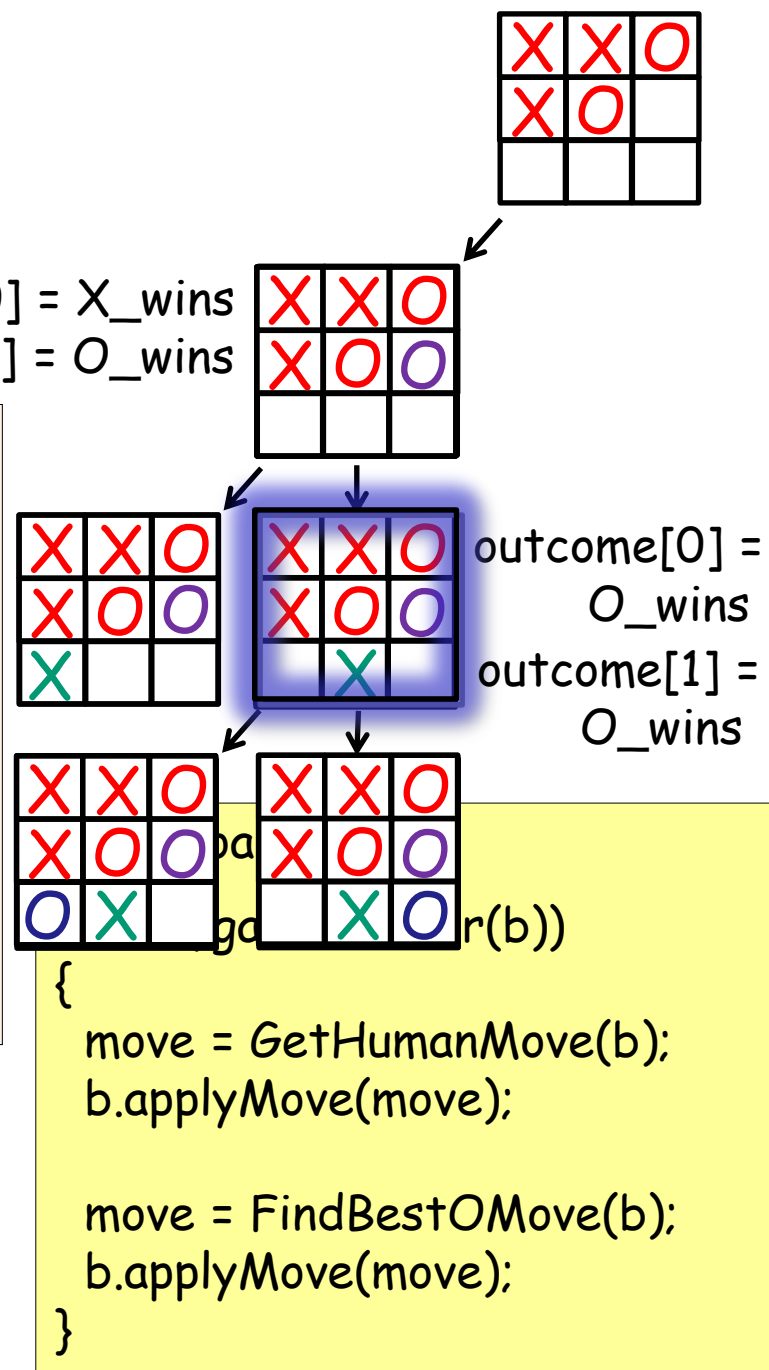 X X O
X O
] = X_wins
] = O_wins
X X O
X O O
X X O
X O O
X
X X O
X O O
X
outcome[0] =
O_wins
outcome[1] =
O_wins
X X O
X O O
O X
X X O
X O O
X O
r(b))
{
move = GetHumanMove(b);
b.applyMove(move);
move = FindBestOMove(b);
b.applyMove(move);
}